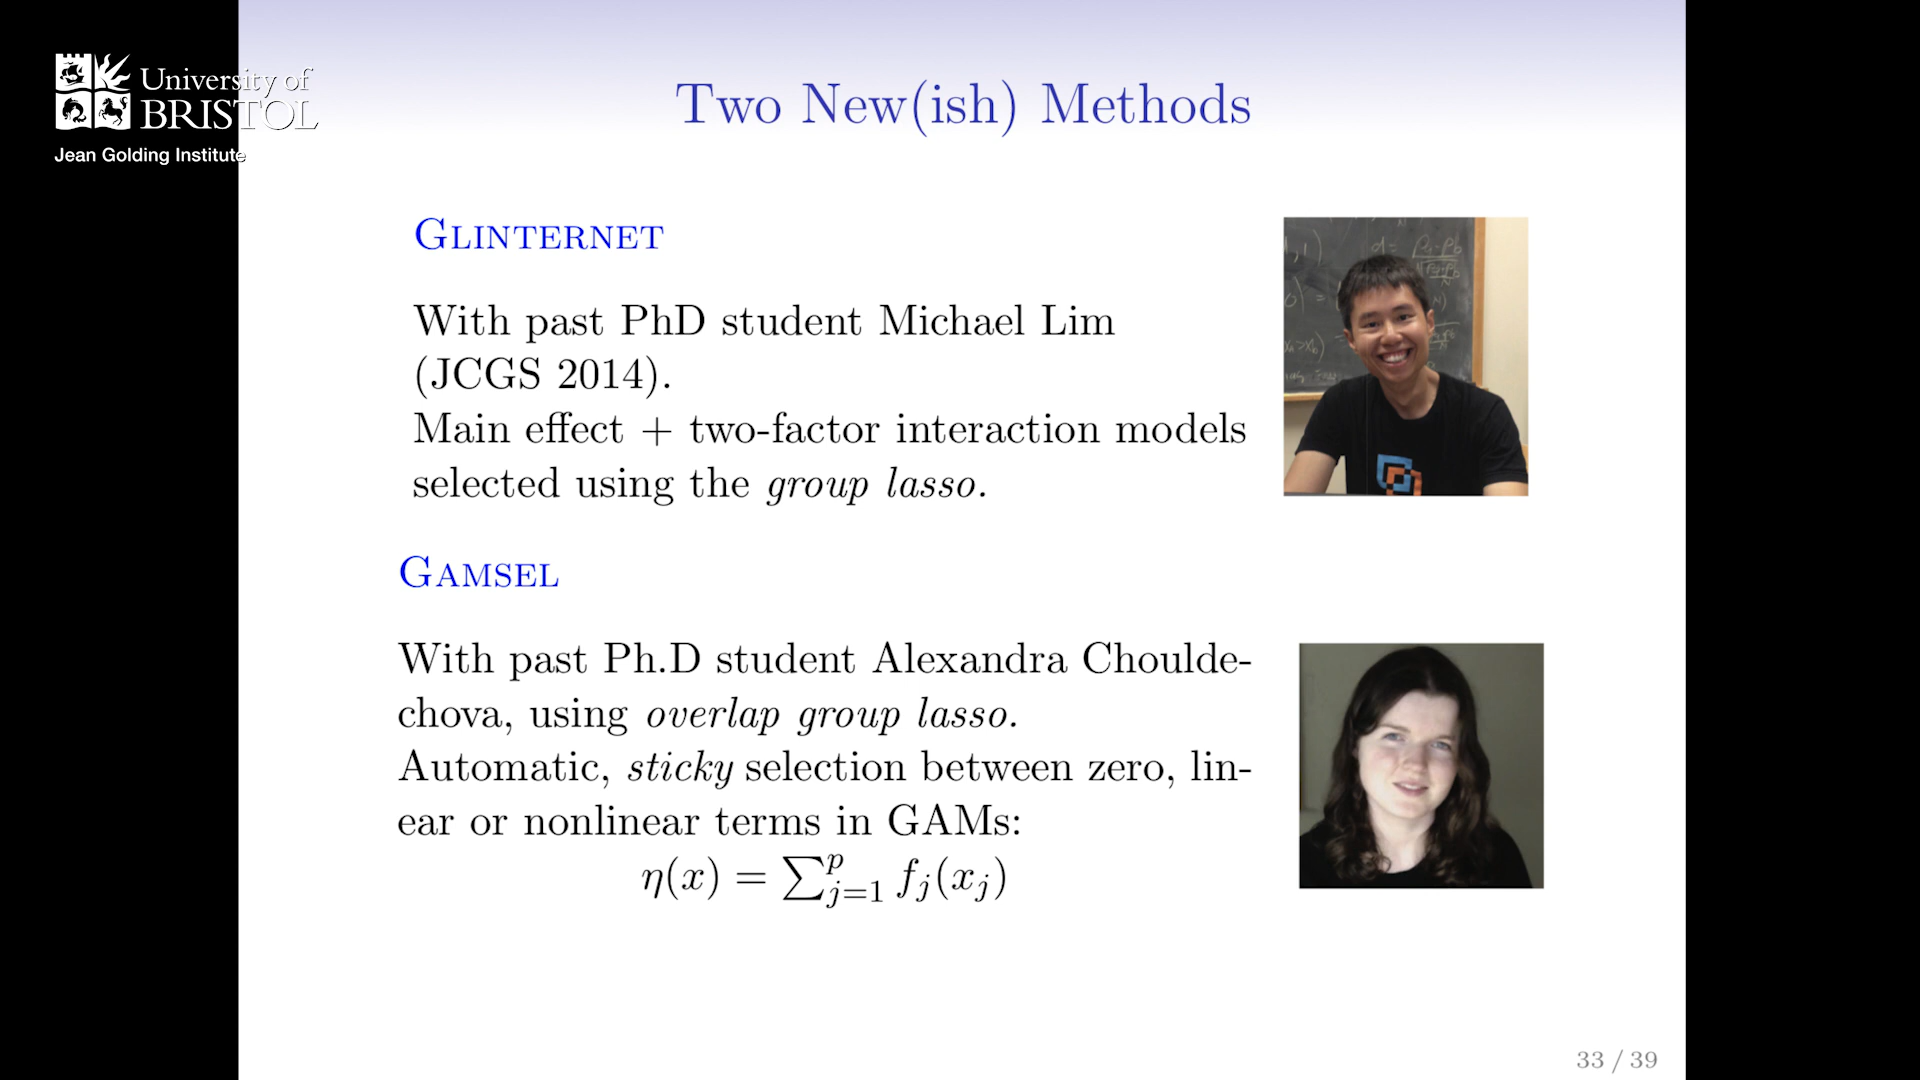 University of
BRISTOL
Jean Golding Institute
Two New(ish) Methods
GLINTERNET
With past PhD student Michael Lim
(JCGS 2014).
Main effect + two-factor interaction models
selected using the group lasso.
GAMSEL
With past Ph.D student Alexandra Choulde-
chova, using overlap group lasso.
Automatic, sticky selection between zero, lin-
ear or nonlinear terms in GAMs:
η(x) = ∑ᵖⱼ₌₁ fⱼ(xⱼ)
33 / 39